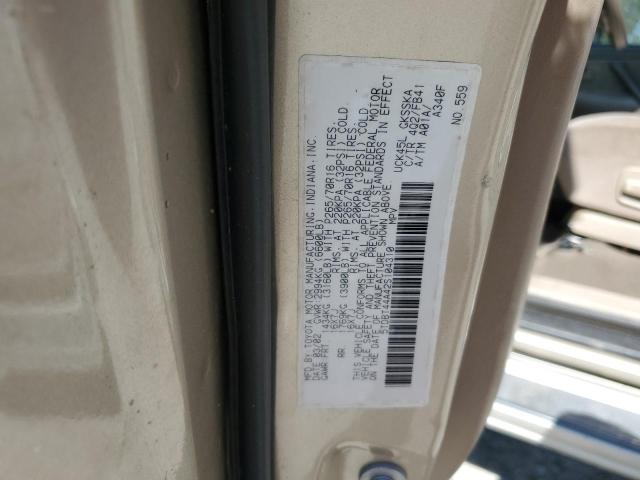 MFD. BY TOYOTA MOTOR MANUFACTURING, INDIANA, INC.
DATE 03/02 GVWR 2994KG (6600LB)
GAWR FRT 1434KG (3160LB) WITH P265/70R16 TIRES,
16X7J RIMS, AT 220KPA (32PSI) COLD
RR 1769KG (3900LB) WITH P265/70R16 TIRES,
16X7J RIMS, AT 220KPA (32PSI) COLD
THIS VEHICLE CONFORMS TO ALL APPLICABLE FEDERAL MOTOR
VEHICLE SAFETY AND THEFT PREVENTION STANDARDS IN EFFECT
ON THE DATE OF MANUFACTURE SHOWN ABOVE
5TDBT44A42S104310 MPV
UCK45L GKSSKA
C/TR 4Q2/FB41
A/TM A01A/
A340F
NO. 559